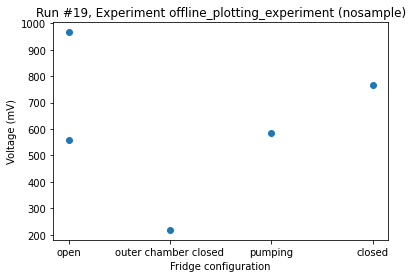 Run #19, Experiment offline_plotting_experiment (nosample)
1000
900
800
700
600
500
400
300
200
Voltage (mV)
open outer chamber closed pumping closed
Fridge configuration